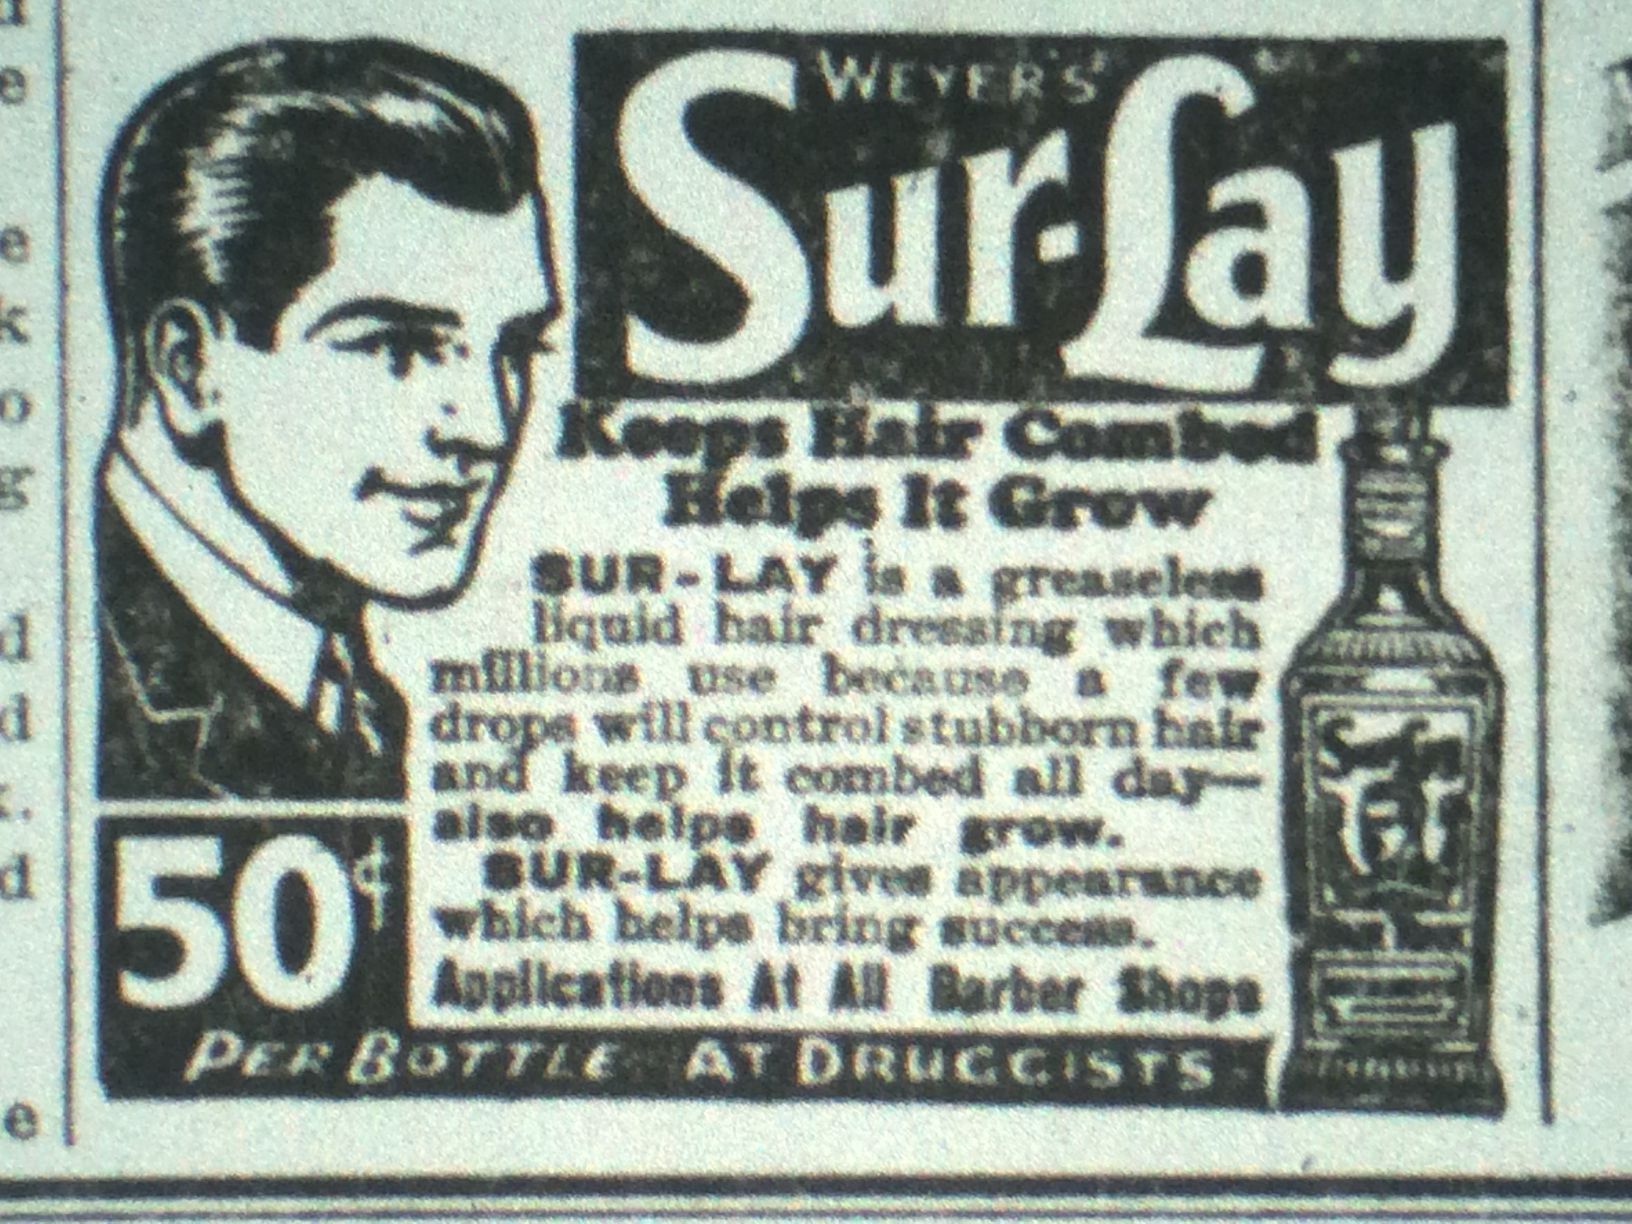 WEYER'S
Sur-Lay
Keeps Hair Combed
Helps It Grow
SUR-LAY is a greaseless
liquid hair dressing which
millions use because a few
drops will control stubborn hair
and keep it combed all day—
also helps hair grow.
SUR-LAY gives appearance
which helps bring success.
Applications At All Barber Shops
50¢
PER BOTTLE AT DRUGGISTS